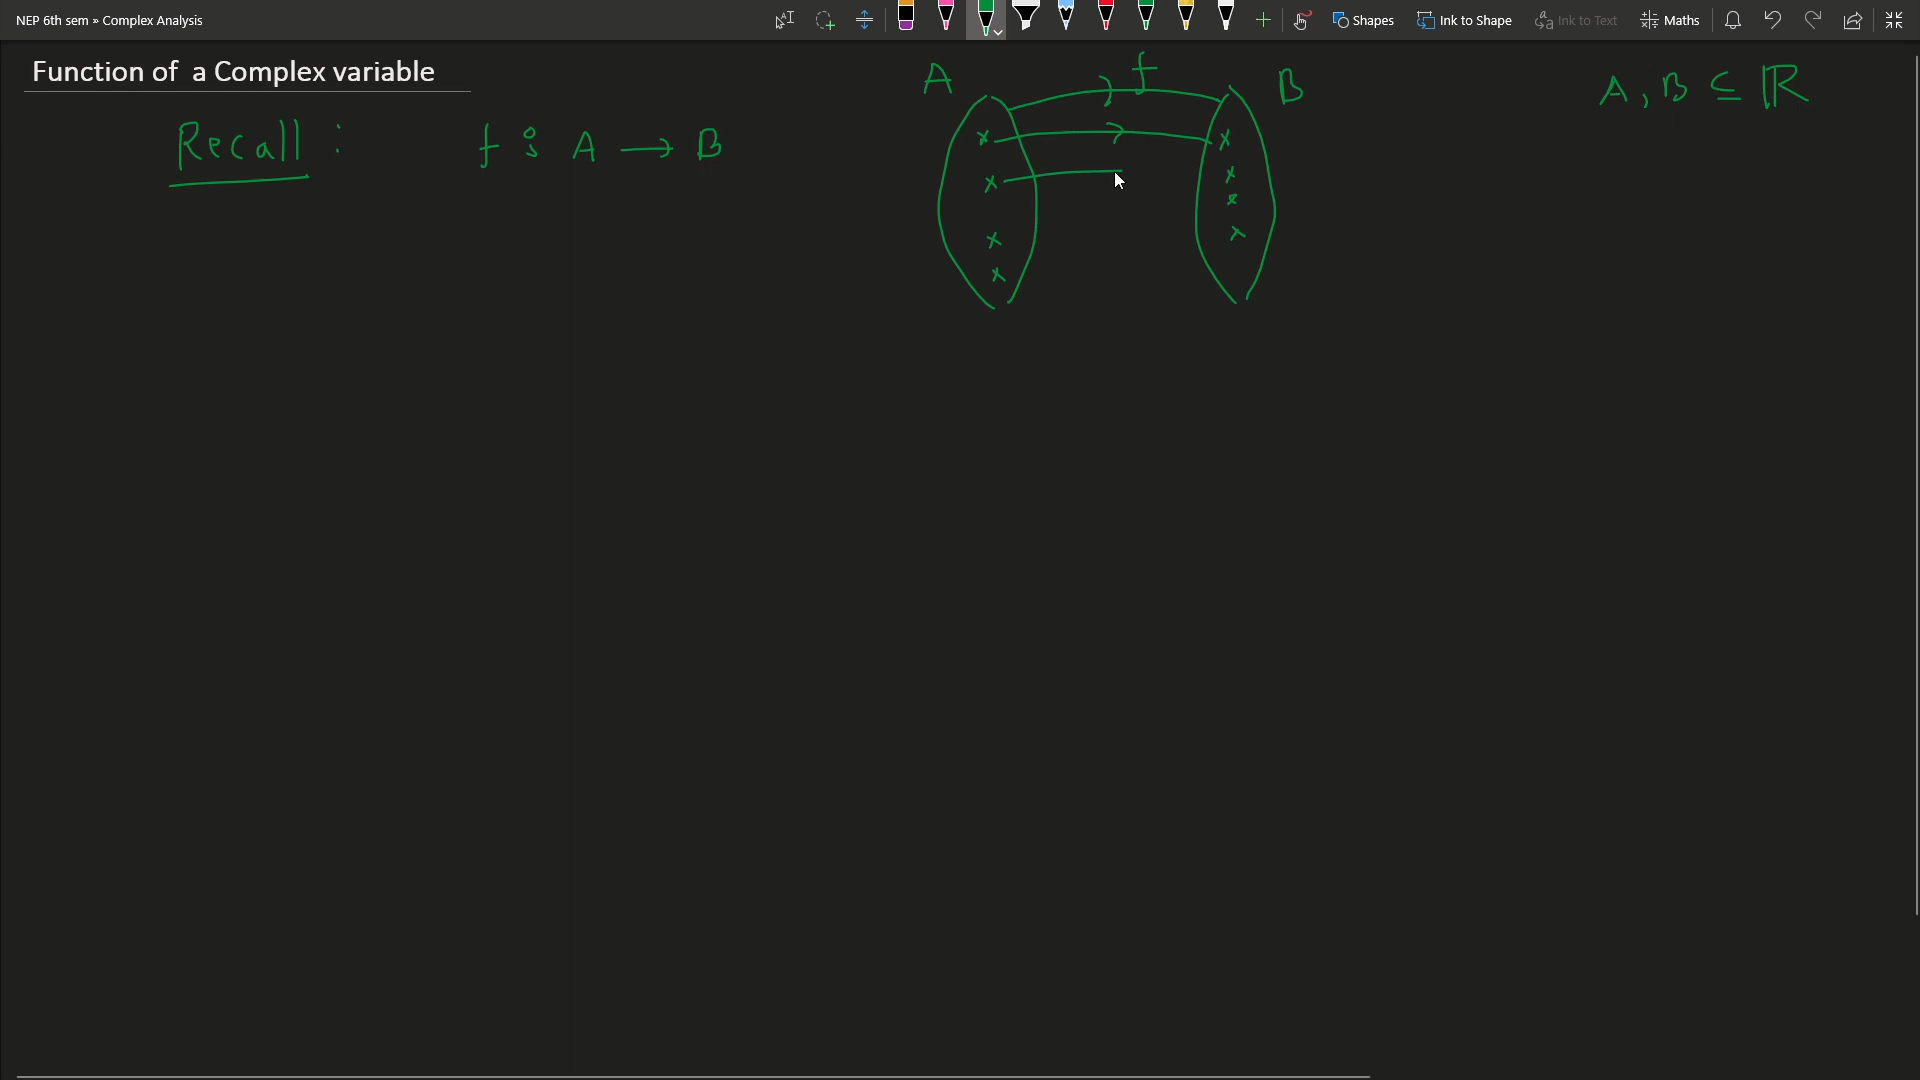 NEP 6th sem » Complex Analysis
Shapes
Ink to Shape
Ink to Text
Maths
Function of a Complex variable
Recall : f : A → B
A f B
A, B ⊆ ℝ